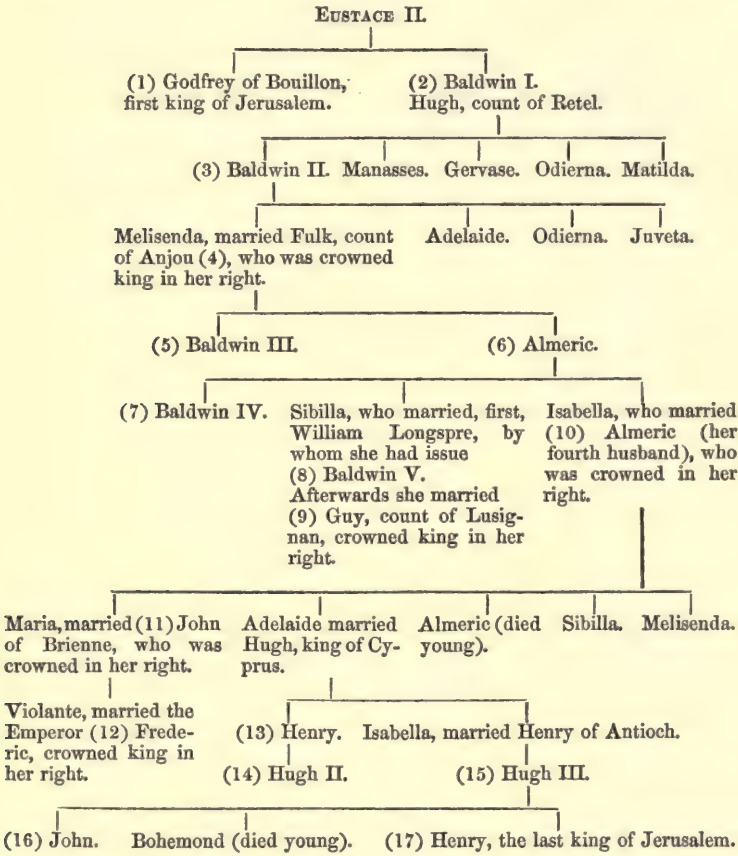 EUSTACE II.
(1) Godfrey of Bouillon, first king of Jerusalem.
(2) Baldwin I.
Hugh, count of Retel.
(3) Baldwin II. Manasses. Gervase. Odierna. Matilda.
Melisenda, married Fulk, count
of Anjou (4), who was crowned
king in her right.
Adelaide. Odierna. Juveta.
(5) Baldwin III.
(6) Almeric.
(7) Baldwin IV.
Sibilla, who married, first,
William Longspre, by
whom she had issue
(8) Baldwin V.
Afterwards she married
(9) Guy, count of Lusig-
nan, crowned king in her
right.
Isabella, who married
(10) Almeric (her
fourth husband), who
was crowned in her
right.
Maria, married (11) John
of Brienne, who was
crowned in her right.
Adelaide married
Hugh, king of Cy-
prus.
Almeric (died
young).
Sibilla. Melisenda.
Violante, married the
Emperor (12) Frede-
ric, crowned king in
her right.
(13) Henry. Isabella, married Henry of Antioch.
(14) Hugh II.
(15) Hugh III.
(16) John. Bohemond (died young). (17) Henry, the last king of Jerusalem.